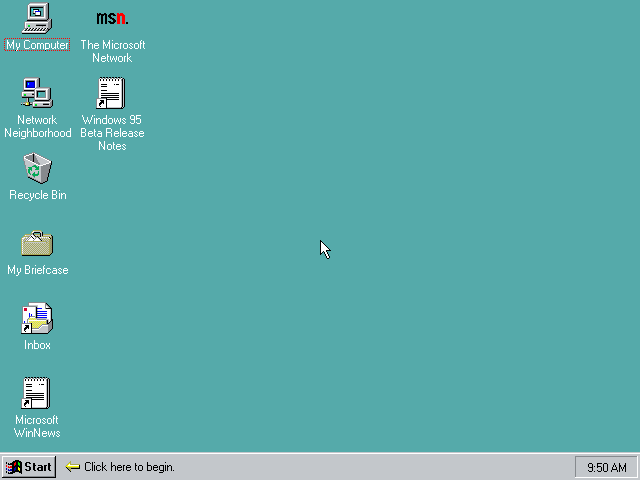 My Computer
msn.
The Microsoft
Network
Network
Neighborhood
Windows 95
Beta Release
Notes
Recycle Bin
My Briefcase
Inbox
Microsoft
WinNews
Start
Click here to begin.
9:50 AM